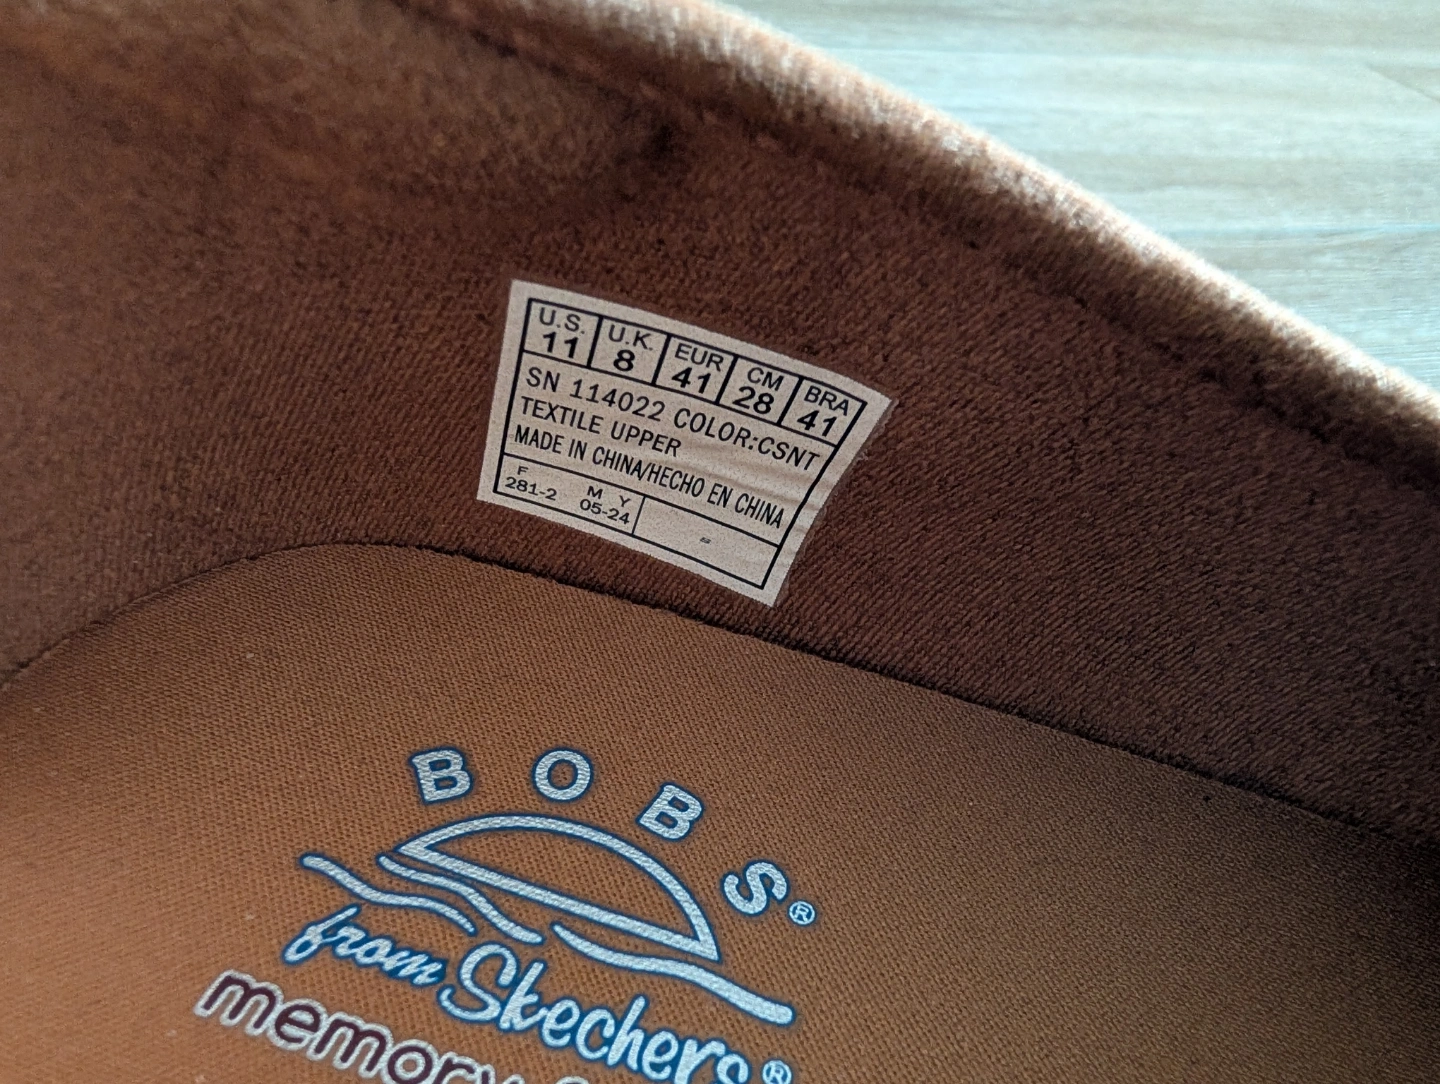 U.S. U.K. EUR CM BRA
11 8 41 28 41
SN 114022 COLOR:CSNT
TEXTILE UPPER
MADE IN CHINA/HECHO EN CHINA
F M Y
281-2 05-24
BOBS®
from Skechers®
memory